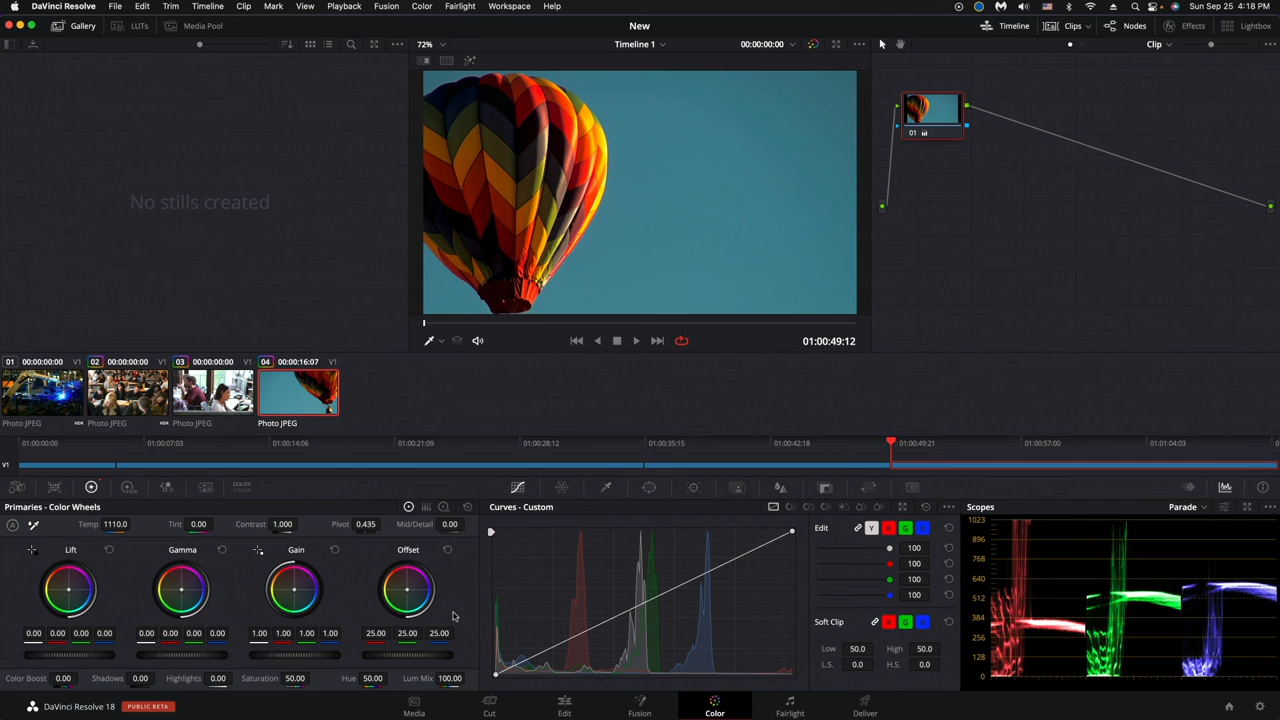 DaVinci Resolve File Edit Trim Timeline Clip Mark View Playback Fusion Color Fairlight Workspace Help Sun Sep 25 4:18 PM
Gallery LUTs Media Pool New Timeline Clips Nodes Effects Lightbox
72% Timeline 1 00:00:00:00 Clip
No stills created
01
01:00:49:12
01 00:00:00:00 V1 02 00:00:00:00 V1 03 00:00:00:00 V1 04 00:00:16:07 V1
Photo JPEG HDR Photo JPEG HDR Photo JPEG Photo JPEG
01:00:00:00 01:00:07:03 01:00:14:06 01:00:21:09 01:00:28:12 01:00:35:15 01:00:42:18 01:00:49:21 01:00:57:00 01:01:04:03 0
V1
DOLBY
VISION
3D
Primaries - Color Wheels Curves - Custom Scopes Parade
A Temp 1110.0 Tint 0.00 Contrast 1.000 Pivot 0.435 Mid/Detail 0.00
Lift Gamma Gain Offset
0.00 0.00 0.00 0.00 0.00 0.00 0.00 0.00 1.00 1.00 1.00 1.00 25.00 25.00 25.00
Color Boost 0.00 Shadows 0.00 Highlights 0.00 Saturation 50.00 Hue 50.00 Lum Mix 100.00
Edit Y R G B
100
100
100
100
Soft Clip R G B
Low 50.0 High 50.0
L.S. 0.0 H.S. 0.0
1023
896
768
640
512
384
256
128
0
DaVinci Resolve 18 PUBLIC BETA Media Cut Edit Fusion Color Fairlight Deliver